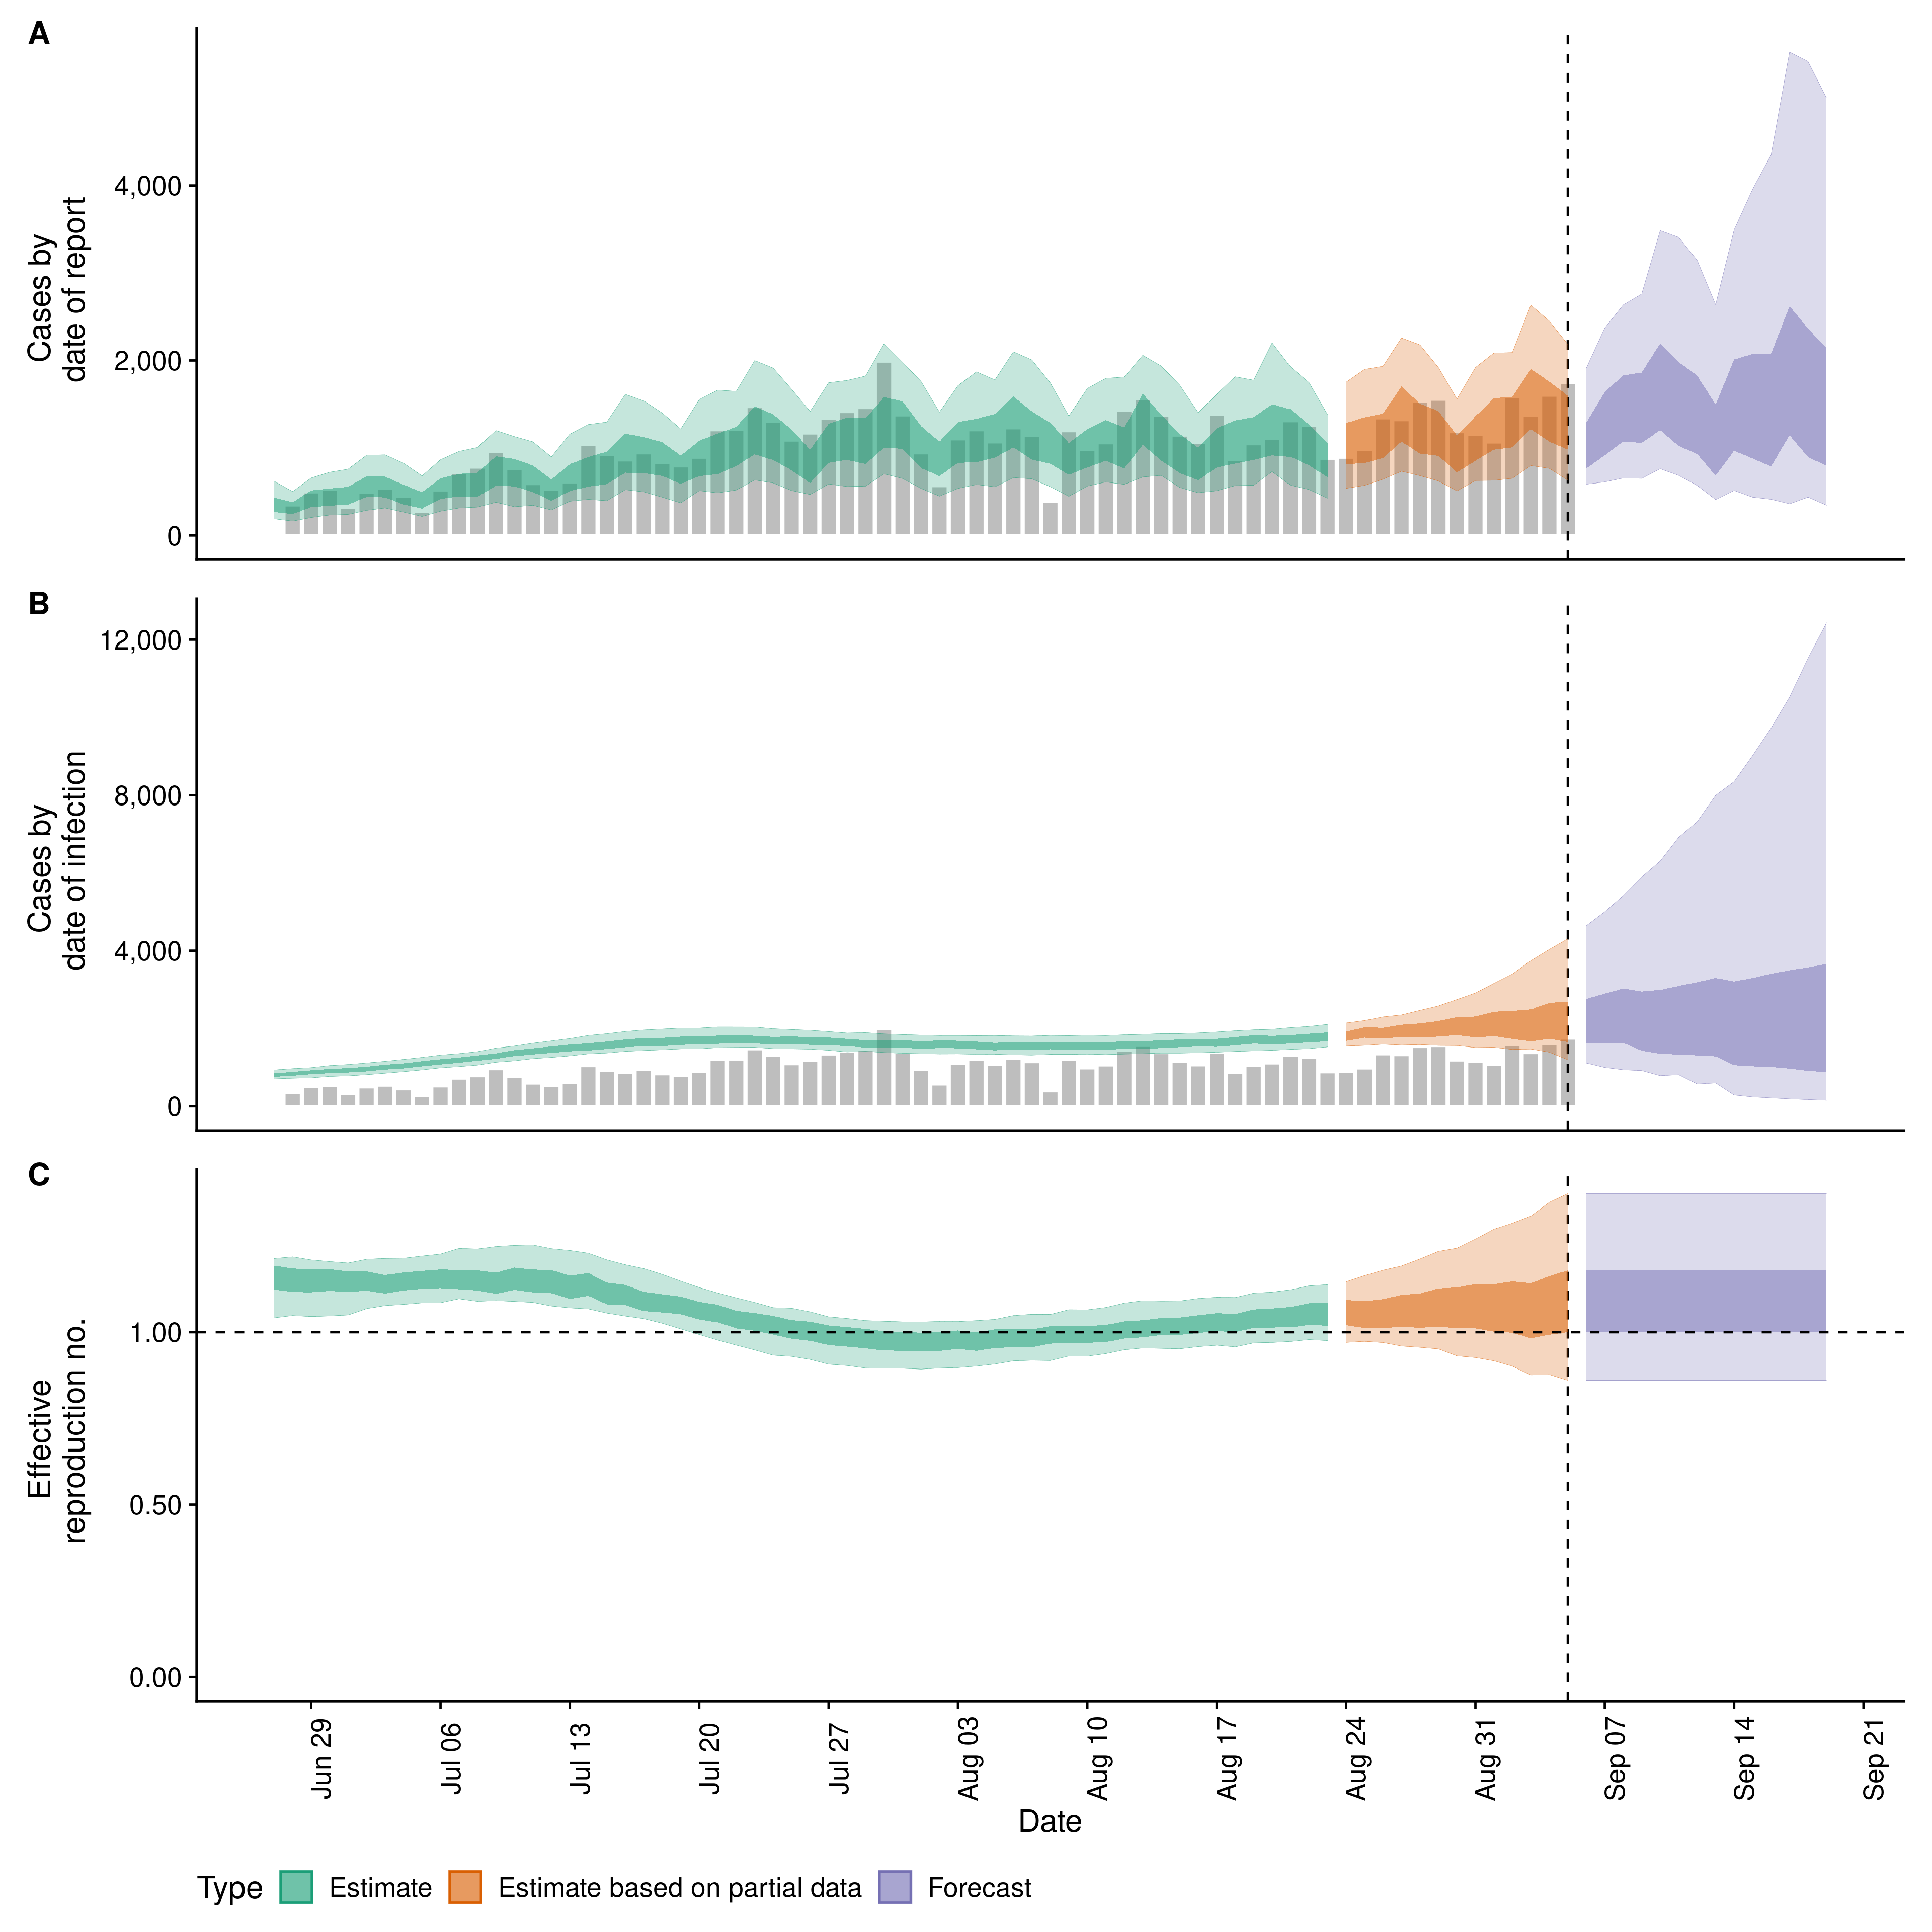 A
Cases by
date of report
4,000
2,000
0
B
Cases by
date of infection
12,000
8,000
4,000
0
C
Effective
reproduction no.
1.00
0.50
0.00
Jun 29
Jul 06
Jul 13
Jul 20
Jul 27
Aug 03
Aug 10
Aug 17
Aug 24
Aug 31
Sep 07
Sep 14
Sep 21
Date
Type Estimate Estimate based on partial data Forecast